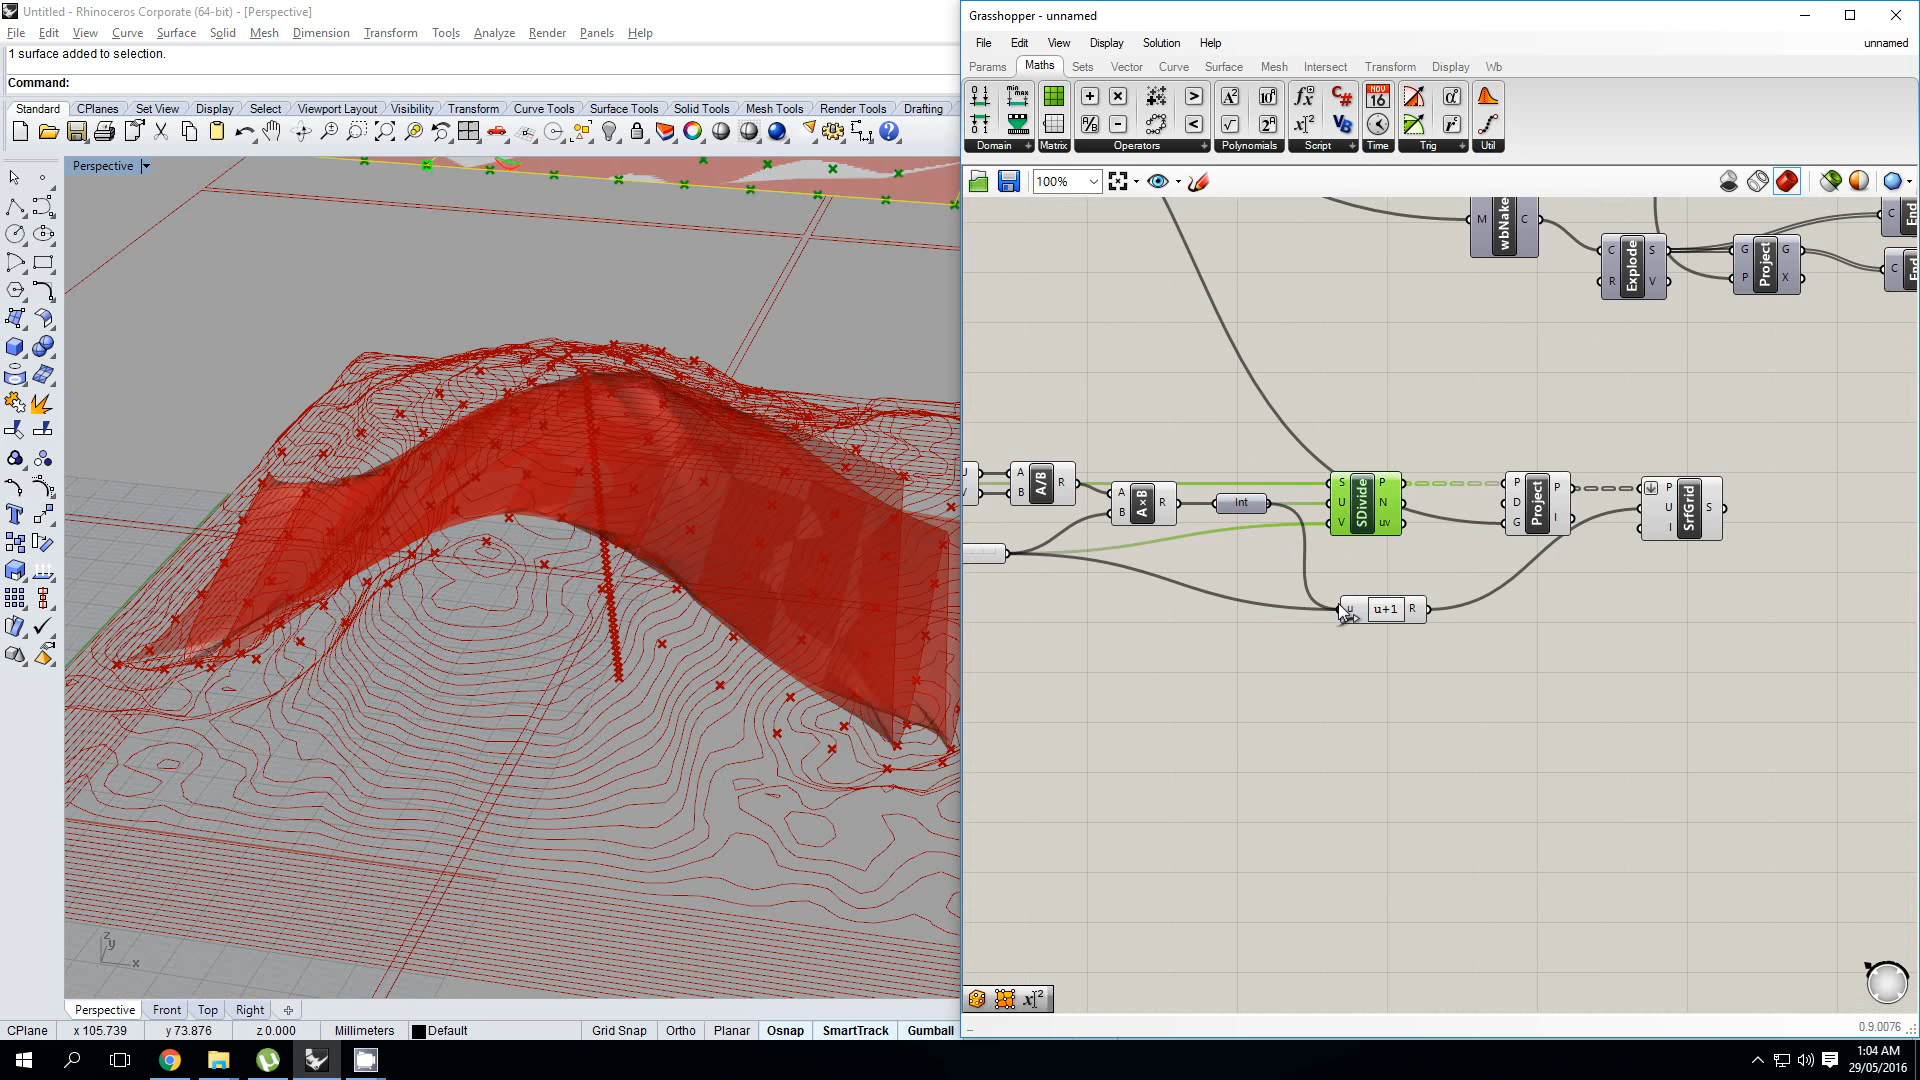 Untitled - Rhinoceros Corporate (64-bit) - [Perspective]
File Edit View Curve Surface Solid Mesh Dimension Transform Tools Analyze Render Panels Help
1 surface added to selection.
Command:
Standard CPlanes Set View Display Select Viewport Layout Visibility Transform Curve Tools Surface Tools Solid Tools Mesh Tools Render Tools Drafting
Perspective
z
y
x
Perspective Front Top Right
CPlane x 105.739 y 73.876 z 0.000 Millimeters Default Grid Snap Ortho Planar Osnap SmartTrack Gumball
Grasshopper - unnamed
File Edit View Display Solution Help unnamed
Params Maths Sets Vector Curve Surface Mesh Intersect Transform Display Wb
Domain Matrix Operators Polynomials Script Time Trig Util
100%
M wbNake C
C R Explode S V
G P Project G X
C End
C End
A B A/B R
A B A×B R
Int
S U V SDivide P N uv
P D G Project P I
P U I SrfGrid S
u u+1 R
0.9.0076
1:04 AM
29/05/2016